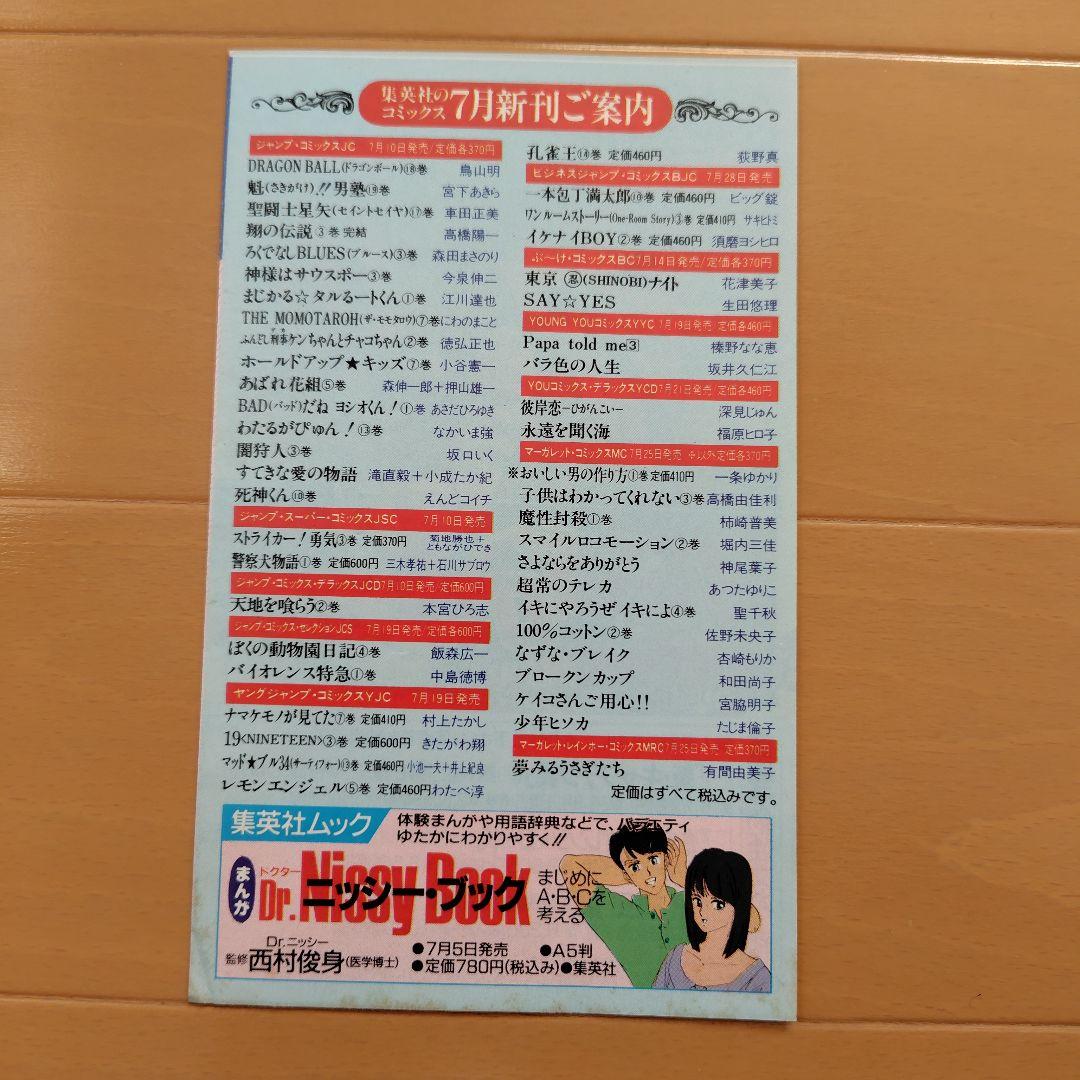 集英社の
コミックス 7月新刊ご案内
ジャンプ・コミックスJC 7月10日発売/定価各370円
DRAGON BALL(ドラゴンボール)⑱巻 鳥山明
魁(さきがけ)!!男塾⑲巻 宮下あきら
聖闘士星矢(セイントセイヤ)⑰巻 車田正美
翔の伝説③巻 完結 高橋陽一
ろくでなしBLUES(ブルース)③巻 森田まさのり
神様はサウスポー③巻 今泉伸二
まじかる☆タルるートくん①巻 江川達也
THE MOMOTAROH(ザ・モモタロウ)⑦巻 にわのまこと
ふんどし刑事ケンちゃんとチャコちゃん②巻 徳弘正也
デカ
ホールドアップ★キッズ⑦巻 小谷憲一
あばれ花組⑤巻 森伸一郎+押山雄一
BAD(バッド)だね ヨシオくん!①巻 あさだひろゆき
わたるがぴゅん!⑬巻 なかいま強
闇狩人③巻 坂口いく
すてきな愛の物語 滝直毅+小成たか紀
死神くん⑩巻 えんどコイチ
ジャンプ・スーパー・コミックスJSC 7月10日発売
ストライカー!勇気③巻 定価370円 菊地勝也+
ともながひでき
警察犬物語①巻 定価600円 三木孝祐+石川サブロウ
ジャンプ・コミックス・デラックスJCD 7月10日発売/定価600円
天地を喰らう②巻 本宮ひろ志
ジャンプ・コミックス・セレクションJCS 7月19日発売/定価各600円
ぼくの動物園日記④巻 飯森広一
バイオレンス特急①巻 中島徳博
ヤングジャンプ・コミックスYJC 7月19日発売
ナマケモノが見てた⑦巻 定価410円 村上たかし
19<NINETEEN>③巻 定価600円 きたがわ翔
マッド★ブル34(サーティフォー)⑬巻 定価460円 小池一夫+井上紀良
レモンエンジェル⑤巻 定価460円 わたべ淳
孔雀王⑭巻 定価460円 荻野真
ビジネスジャンプ・コミックスBJC 7月28日発売
一本包丁満太郎⑩巻 定価460円 ビッグ錠
ワンルームストーリー(One-Room Story)③巻 定価410円 サキヒトミ
イケナイBOY②巻 定価460円 須磨ヨシヒロ
ぶ〜け・コミックスBC 7月14日発売/定価各370円
東京㊙(SHINOBI)ナイト 花津美子
SAY☆YES 生田悠理
YOUNG YOUコミックスYYC 7月19日発売/定価各460円
Papa told me[3] 榛野なな恵
バラ色の人生 坂井久仁江
YOUコミックス・デラックスYCD 7月21日発売/定価各460円
彼岸恋ーひがんこいー 深見じゅん
永遠を聞く海 福原ヒロ子
マーガレット・コミックスMC 7月25日発売 ※以外定価各370円
※おいしい男の作り方①巻 定価410円 一条ゆかり
子供はわかってくれない③巻 高橋由佳利
魔性封殺①巻 柿崎普美
スマイルロコモーション②巻 堀内三佳
さよならをありがとう 神尾葉子
超常のテレカ あつたゆりこ
イキにやろうぜ イキによ④巻 聖千秋
100%コットン②巻 佐野未央子
なずな・ブレイク 杏崎もりか
ブロークンカップ 和田尚子
ケイコさんご用心!! 宮脇明子
少年ヒソカ たじま倫子
マーガレット・レインボー・コミックスMRC 7月25日発売 定価370円
夢みるうさぎたち 有間由美子
定価はすべて税込みです。
集英社ムック
体験まんがや用語辞典などで、バラエティ
ゆたかにわかりやすく!!
まんが
ドクター
Dr. Nissy Book
ニッシー・ブック
まじめに
A・B・Cを
考える
Dr.ニッシー
監修 西村俊身(医学博士)
●7月5日発売 ●A5判
●定価780円(税込み) ●集英社